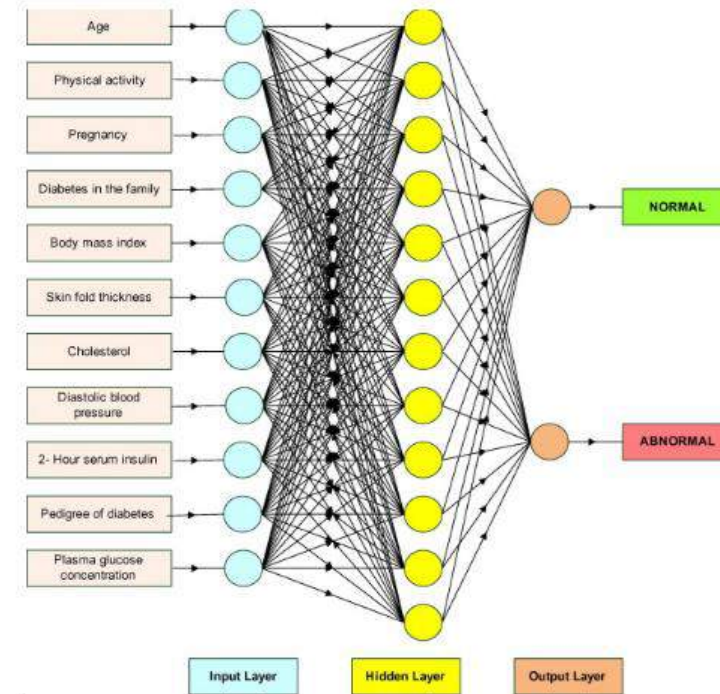 Age
Physical activity
Pregnancy
Diabetes in the family
Body mass index
Skin fold thickness
Cholesterol
Diastolic blood
pressure
2- Hour serum insulin
Pedigree of diabetes
Plasma glucose
concentration
NORMAL
ABNORMAL
Input Layer
Hidden Layer
Output Layer